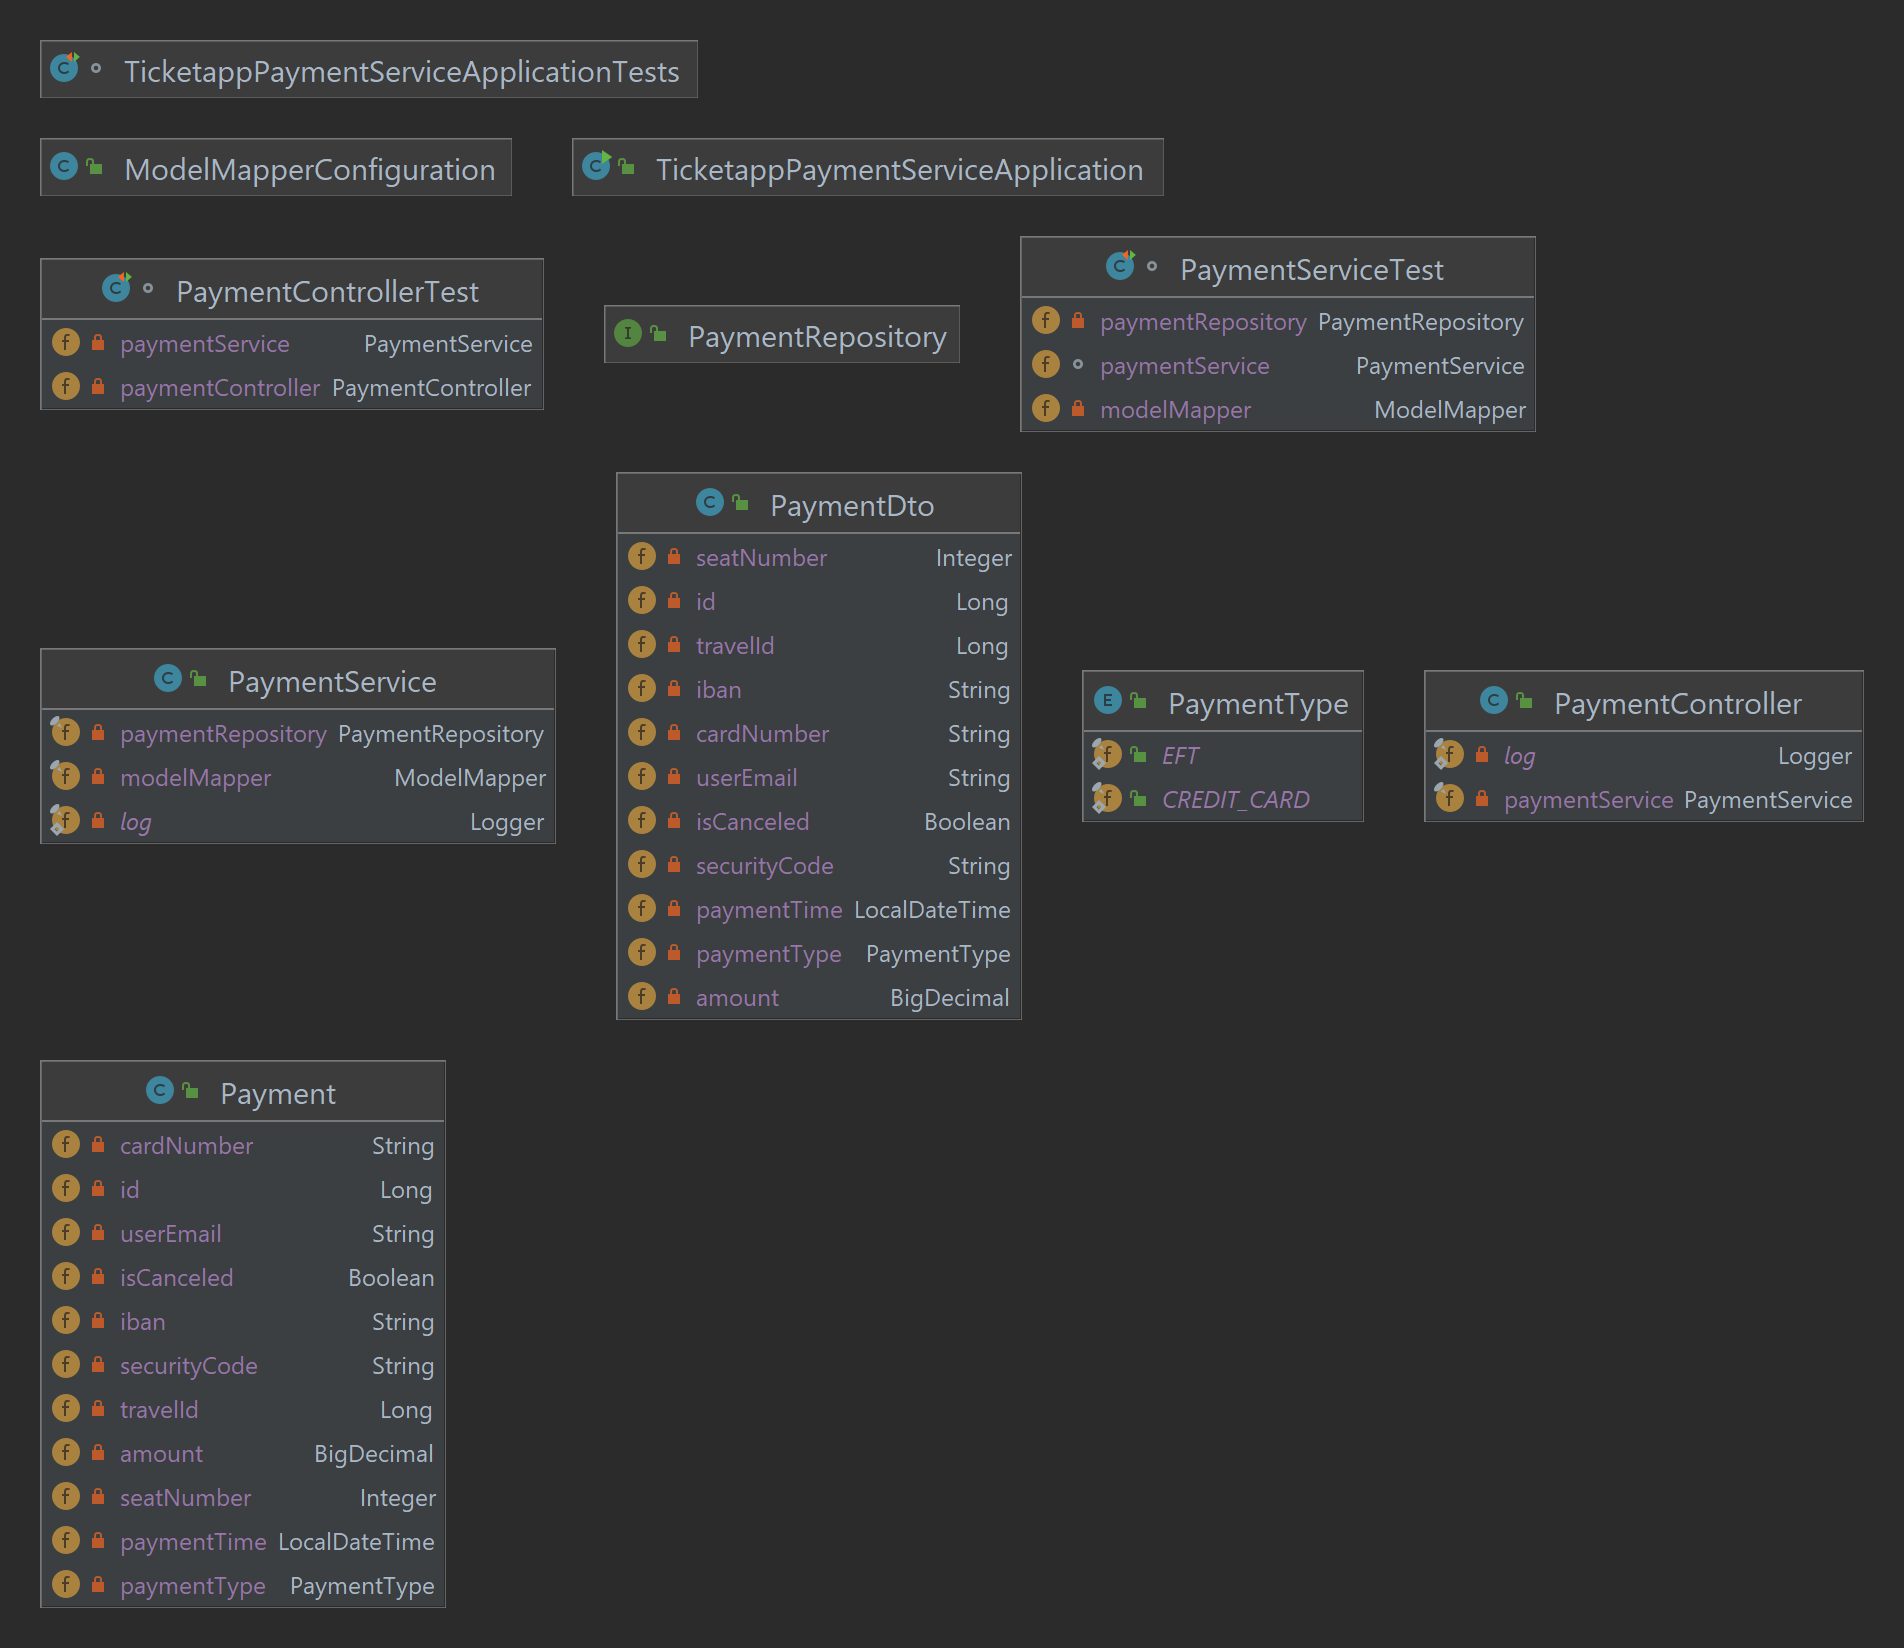 TicketappPaymentServiceApplicationTests
ModelMapperConfiguration
TicketappPaymentServiceApplication
PaymentControllerTest
paymentService PaymentService
paymentController PaymentController
PaymentRepository
PaymentServiceTest
paymentRepository PaymentRepository
paymentService PaymentService
modelMapper ModelMapper
PaymentService
paymentRepository PaymentRepository
modelMapper ModelMapper
log Logger
PaymentDto
seatNumber Integer
id Long
travelId Long
iban String
cardNumber String
userEmail String
isCanceled Boolean
securityCode String
paymentTime LocalDateTime
paymentType PaymentType
amount BigDecimal
PaymentType
EFT
CREDIT_CARD
PaymentController
log Logger
paymentService PaymentService
Payment
cardNumber String
id Long
userEmail String
isCanceled Boolean
iban String
securityCode String
travelId Long
amount BigDecimal
seatNumber Integer
paymentTime LocalDateTime
paymentType PaymentType